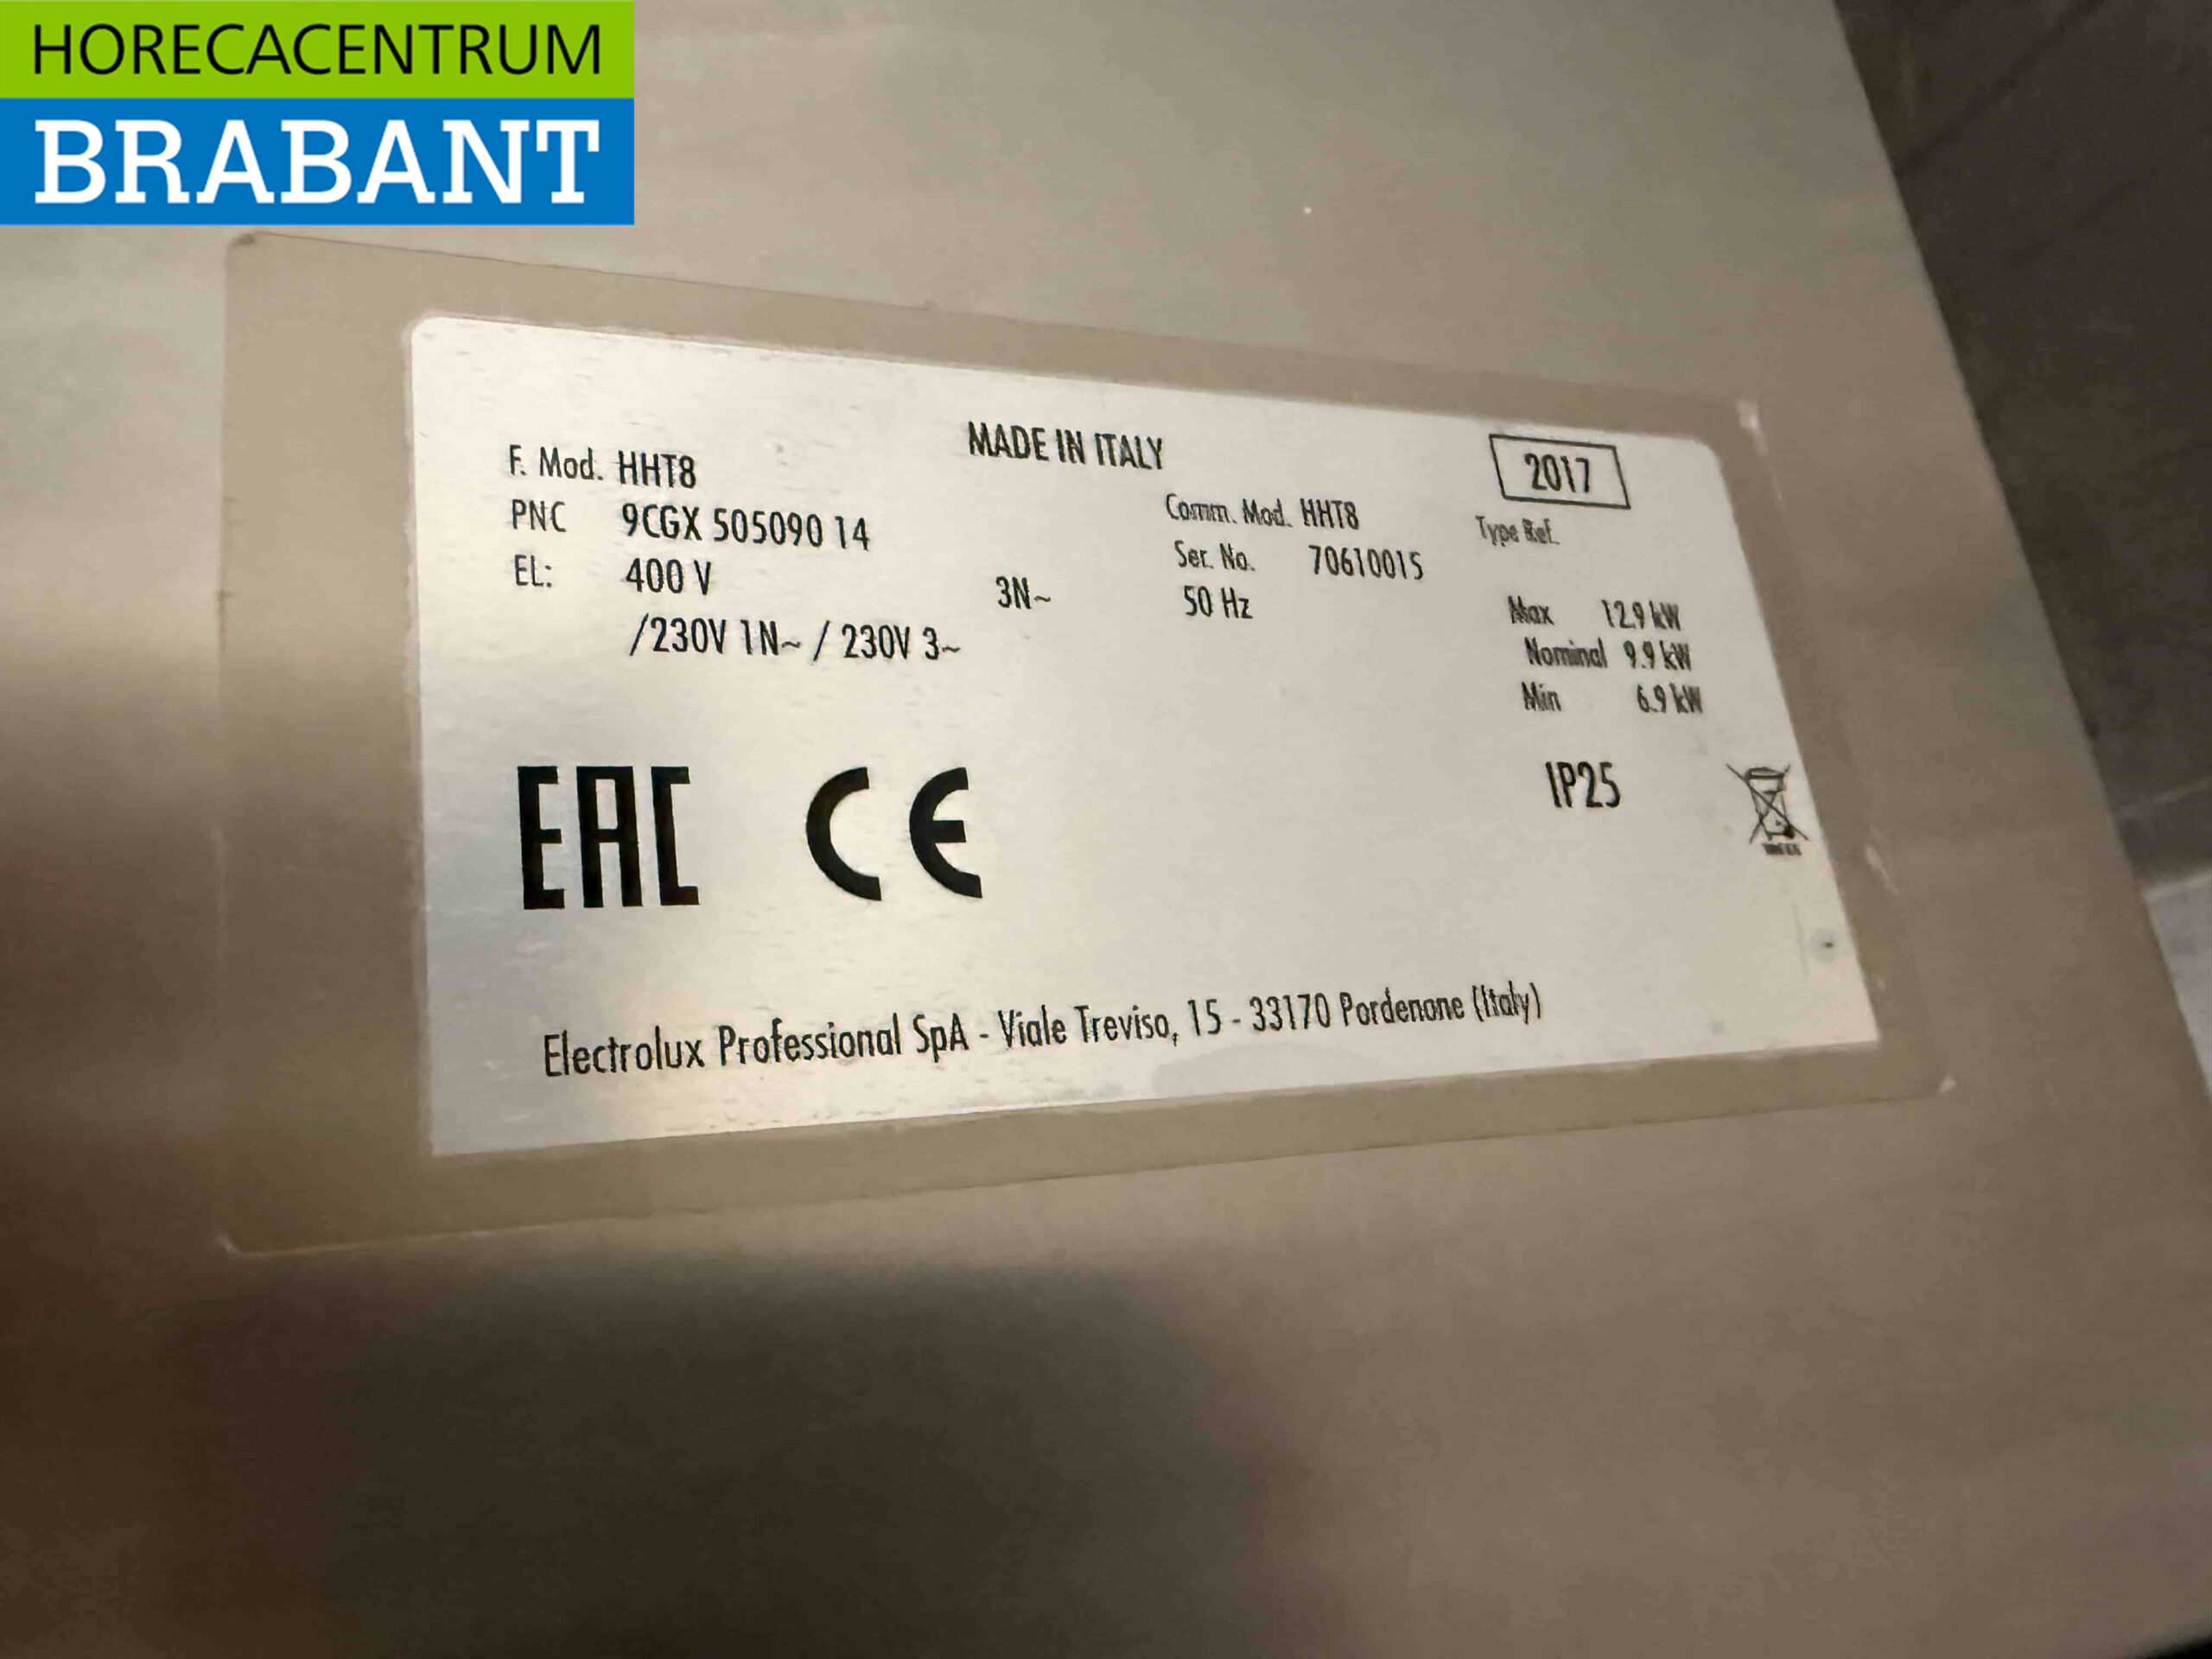 HORECACENTRUM
BRABANT
MADE IN ITALY
2017
F. Mod. HHT8
Comm. Mod. HHT8
Type Ref.
PNC 9CGX 505090 14
Ser. No. 70610015
EL: 400 V 3N~ 50 Hz
Max 12.9 kW
/230V 1N~ / 230V 3~
Nominal 9.9 kW
Min 6.9 kW
IP25
EAC CE
Electrolux Professional SpA - Viale Treviso, 15 - 33170 Pordenone (Italy)